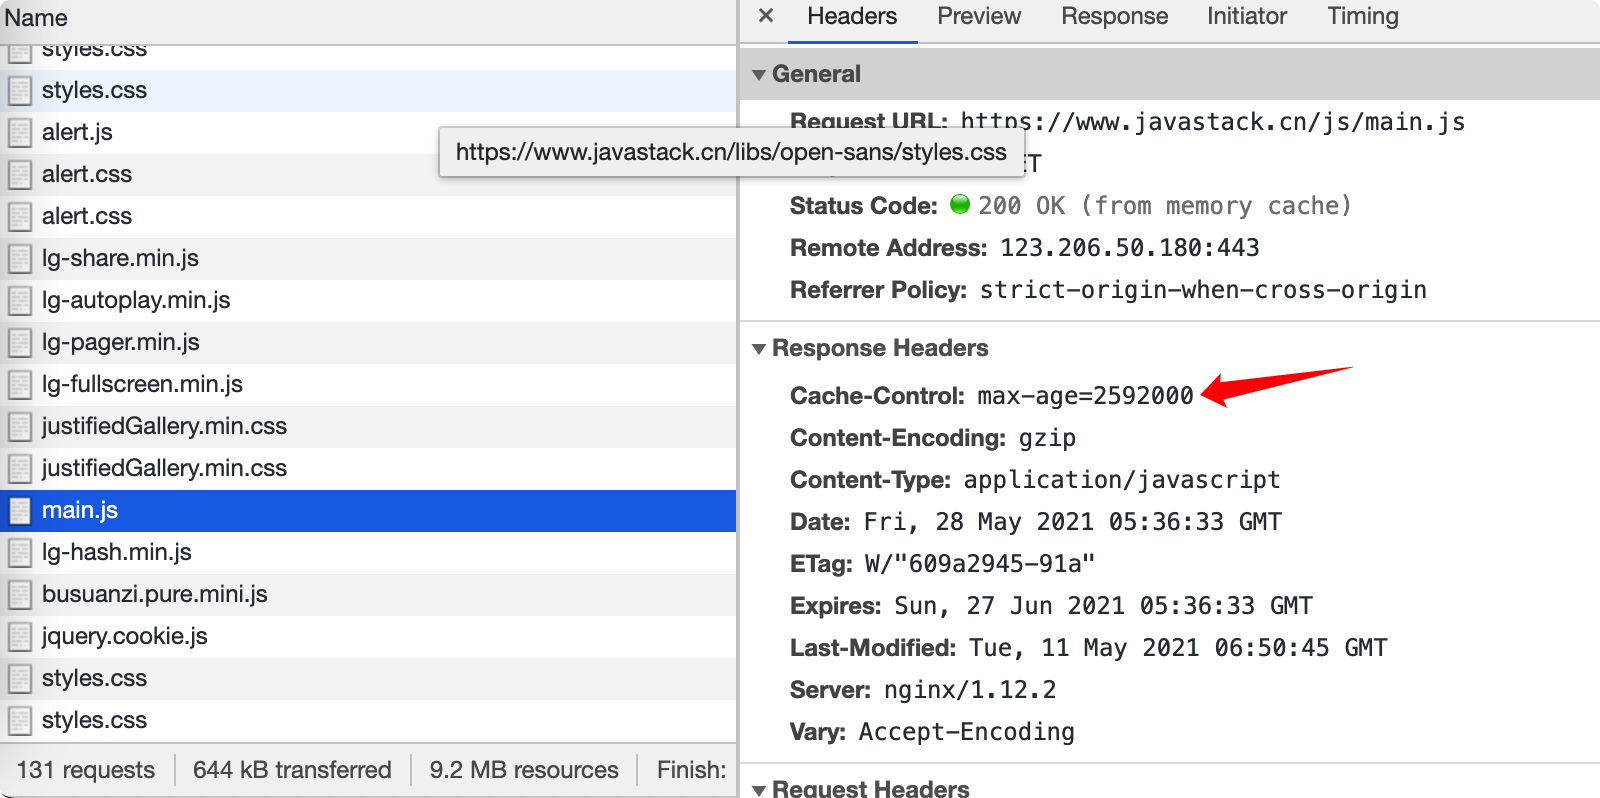 Name
styles.css
styles.css
alert.js
alert.css
alert.css
lg-share.min.js
lg-autoplay.min.js
lg-pager.min.js
lg-fullscreen.min.js
justifiedGallery.min.css
justifiedGallery.min.css
main.js
lg-hash.min.js
busuanzi.pure.mini.js
jquery.cookie.js
styles.css
styles.css
131 requests 644 kB transferred 9.2 MB resources Finish:
https://www.javastack.cn/libs/open-sans/styles.css
× Headers Preview Response Initiator Timing
General
Request URL: https://www.javastack.cn/js/main.js
ET
Status Code: 200 OK (from memory cache)
Remote Address: 123.206.50.180:443
Referrer Policy: strict-origin-when-cross-origin
Response Headers
Cache-Control: max-age=2592000
Content-Encoding: gzip
Content-Type: application/javascript
Date: Fri, 28 May 2021 05:36:33 GMT
ETag: W/"609a2945-91a"
Expires: Sun, 27 Jun 2021 05:36:33 GMT
Last-Modified: Tue, 11 May 2021 06:50:45 GMT
Server: nginx/1.12.2
Vary: Accept-Encoding
Request Headers